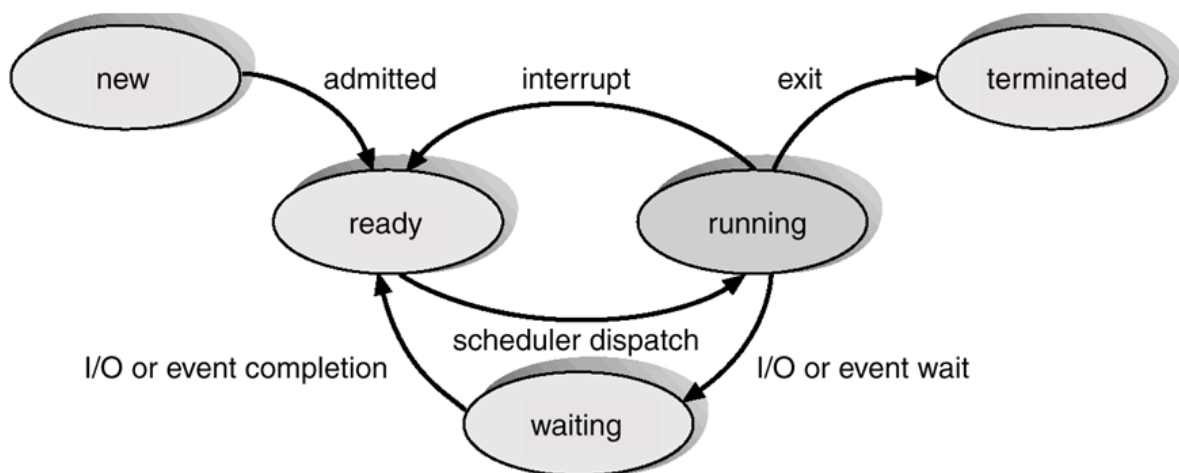 new
admitted
interrupt
exit
terminated
ready
running
scheduler dispatch
I/O or event completion
I/O or event wait
waiting